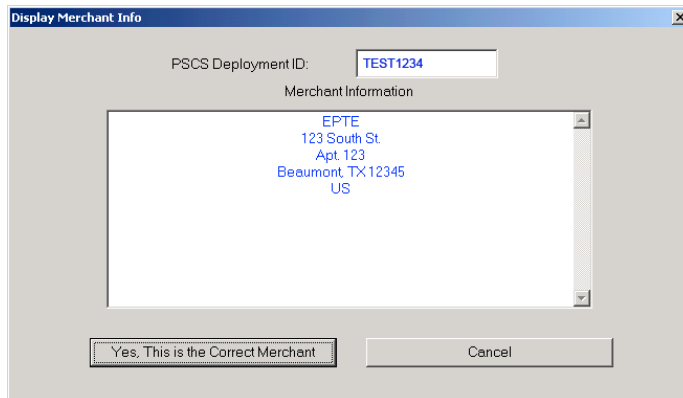 Display Merchant Info
PSCS Deployment ID: TEST1234
Merchant Information
EPTE
123 South St.
Apt. 123
Beaumont, TX 12345
US
Yes, This is the Correct Merchant Cancel